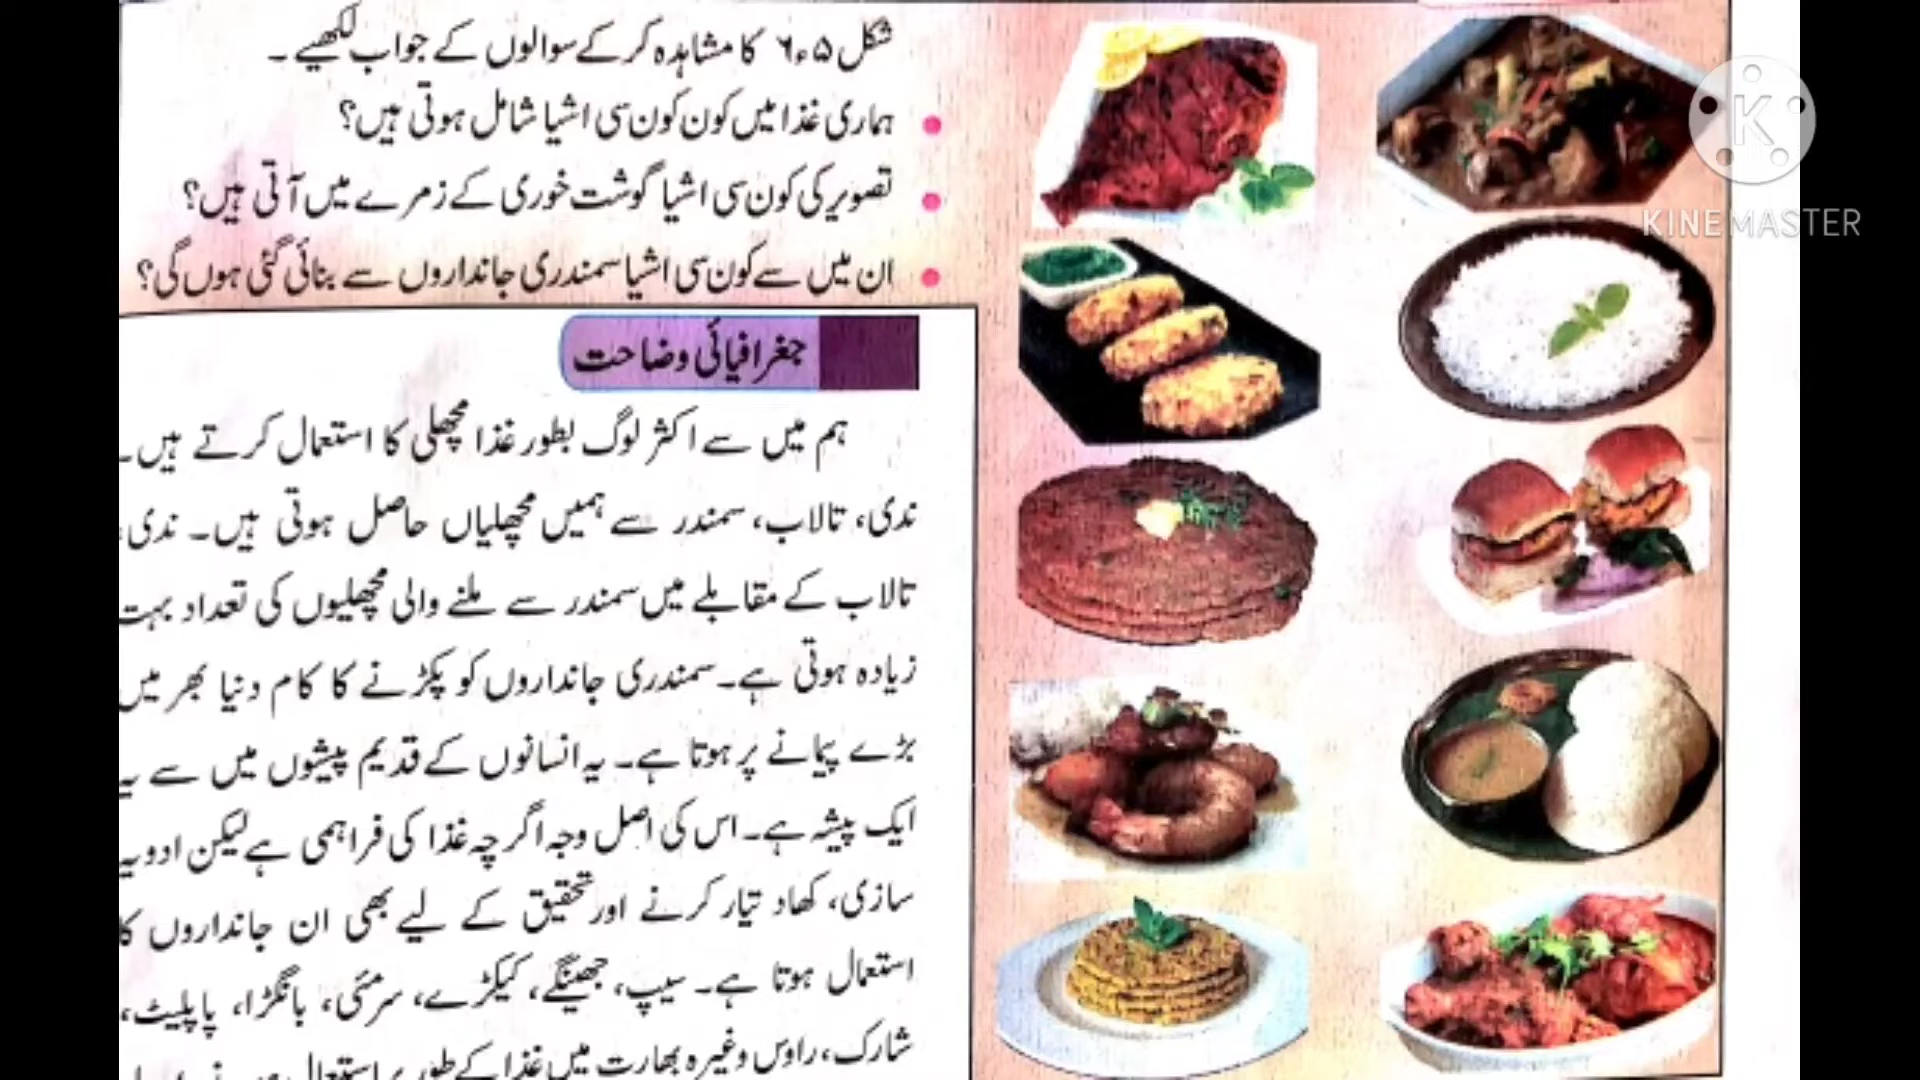 شکل ۶ء۵ کا مشاہدہ کر کے سوالوں کے جواب لکھیے ۔
• ہماری غذا میں کون کون سی اشیا شامل ہوتی ہیں؟
• تصویر کی کون سی اشیا گوشت خوری کے زمرے میں آتی ہیں؟
• ان میں سے کون سی اشیا سمندری جانداروں سے بنائی گئی ہوں گی؟
جغرافیائی وضاحت
ہم میں سے اکثر لوگ بطور غذا مچھلی کا استعمال کرتے ہیں۔
ندی، تالاب، سمندر سے ہمیں مچھلیاں حاصل ہوتی ہیں۔ ندی،
تالاب کے مقابلے میں سمندر سے ملنے والی مچھلیوں کی تعداد بہت
زیادہ ہوتی ہے۔ سمندری جانداروں کو پکڑنے کا کام دنیا بھر میں
بڑے پیمانے پر ہوتا ہے۔ یہ انسانوں کے قدیم پیشوں میں سے یہ
ایک پیشہ ہے۔ اس کی اصل وجہ اگرچہ غذا کی فراہمی ہے لیکن ادویہ
سازی، کھاد تیار کرنے اور تحقیق کے لیے بھی ان جانداروں کا
استعمال ہوتا ہے۔ سیپ، جھینگے، کیکڑے، سرمئی، بانگڑا، پاپلیٹ،
شارک، راوس وغیرہ بھارت میں غذا کے طور پر استعمال
K
KINEMASTER